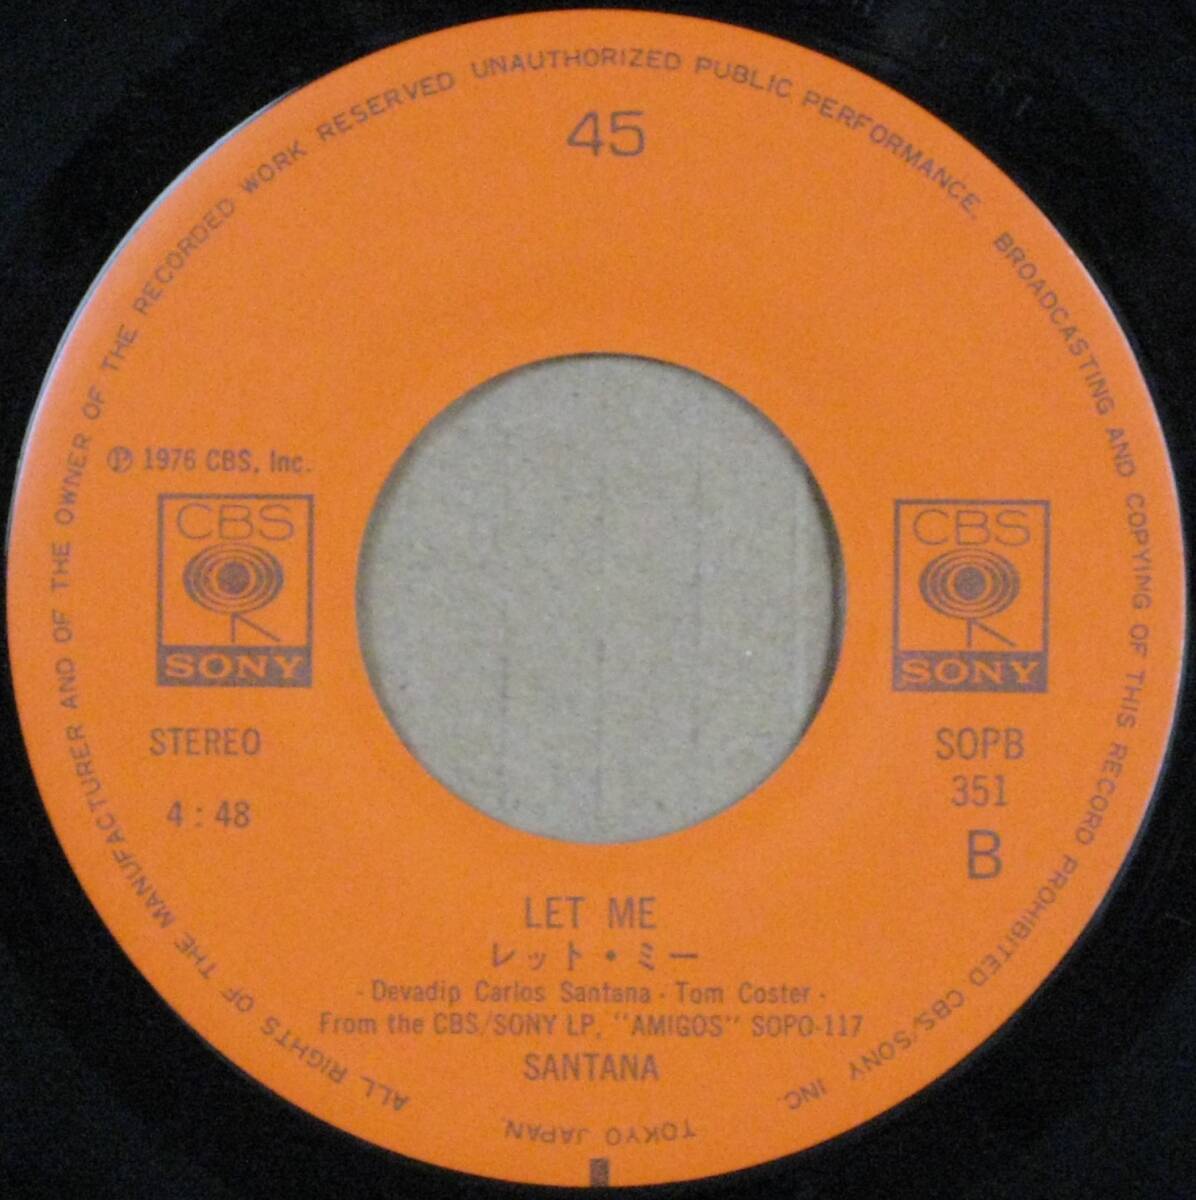 ALL RIGHTS OF THE MANUFACTURER AND OF THE OWNER OF THE RECORDED WORK RESERVED UNAUTHORIZED PUBLIC PERFORMANCE. BROADCASTING AND COPYING OF THIS RECORD PROHIBITED CBS/SONY INC
TOKYO JAPAN.
45
Ⓟ 1976 CBS, Inc.
CBS
SONY
CBS
SONY
STEREO
4:48
SOPB
351
B
LET ME
レット・ミー
- Devadip Carlos Santana - Tom Coster -
From the CBS/SONY LP, "AMIGOS" SOPO-117
SANTANA